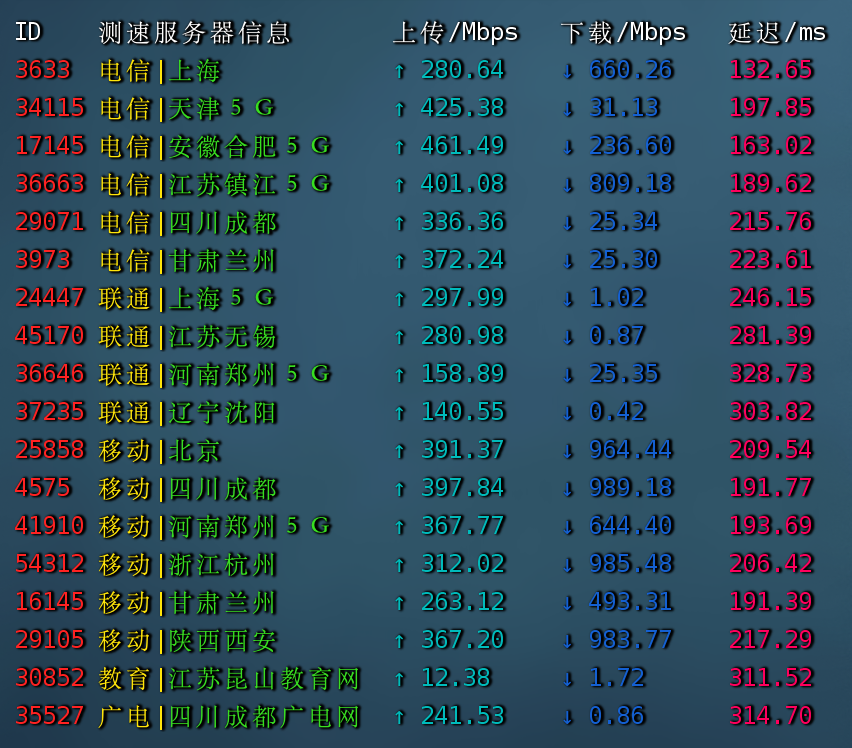 ID 测速服务器信息 上传/Mbps 下载/Mbps 延迟/ms
3633 电信|上海 ↑ 280.64 ↓ 660.26 132.65
34115 电信|天津５Ｇ ↑ 425.38 ↓ 31.13 197.85
17145 电信|安徽合肥５Ｇ ↑ 461.49 ↓ 236.60 163.02
36663 电信|江苏镇江５Ｇ ↑ 401.08 ↓ 809.18 189.62
29071 电信|四川成都 ↑ 336.36 ↓ 25.34 215.76
3973 电信|甘肃兰州 ↑ 372.24 ↓ 25.30 223.61
24447 联通|上海５Ｇ ↑ 297.99 ↓ 1.02 246.15
45170 联通|江苏无锡 ↑ 280.98 ↓ 0.87 281.39
36646 联通|河南郑州５Ｇ ↑ 158.89 ↓ 25.35 328.73
37235 联通|辽宁沈阳 ↑ 140.55 ↓ 0.42 303.82
25858 移动|北京 ↑ 391.37 ↓ 964.44 209.54
4575 移动|四川成都 ↑ 397.84 ↓ 989.18 191.77
41910 移动|河南郑州５Ｇ ↑ 367.77 ↓ 644.40 193.69
54312 移动|浙江杭州 ↑ 312.02 ↓ 985.48 206.42
16145 移动|甘肃兰州 ↑ 263.12 ↓ 493.31 191.39
29105 移动|陕西西安 ↑ 367.20 ↓ 983.77 217.29
30852 教育|江苏昆山教育网 ↑ 12.38 ↓ 1.72 311.52
35527 广电|四川成都广电网 ↑ 241.53 ↓ 0.86 314.70